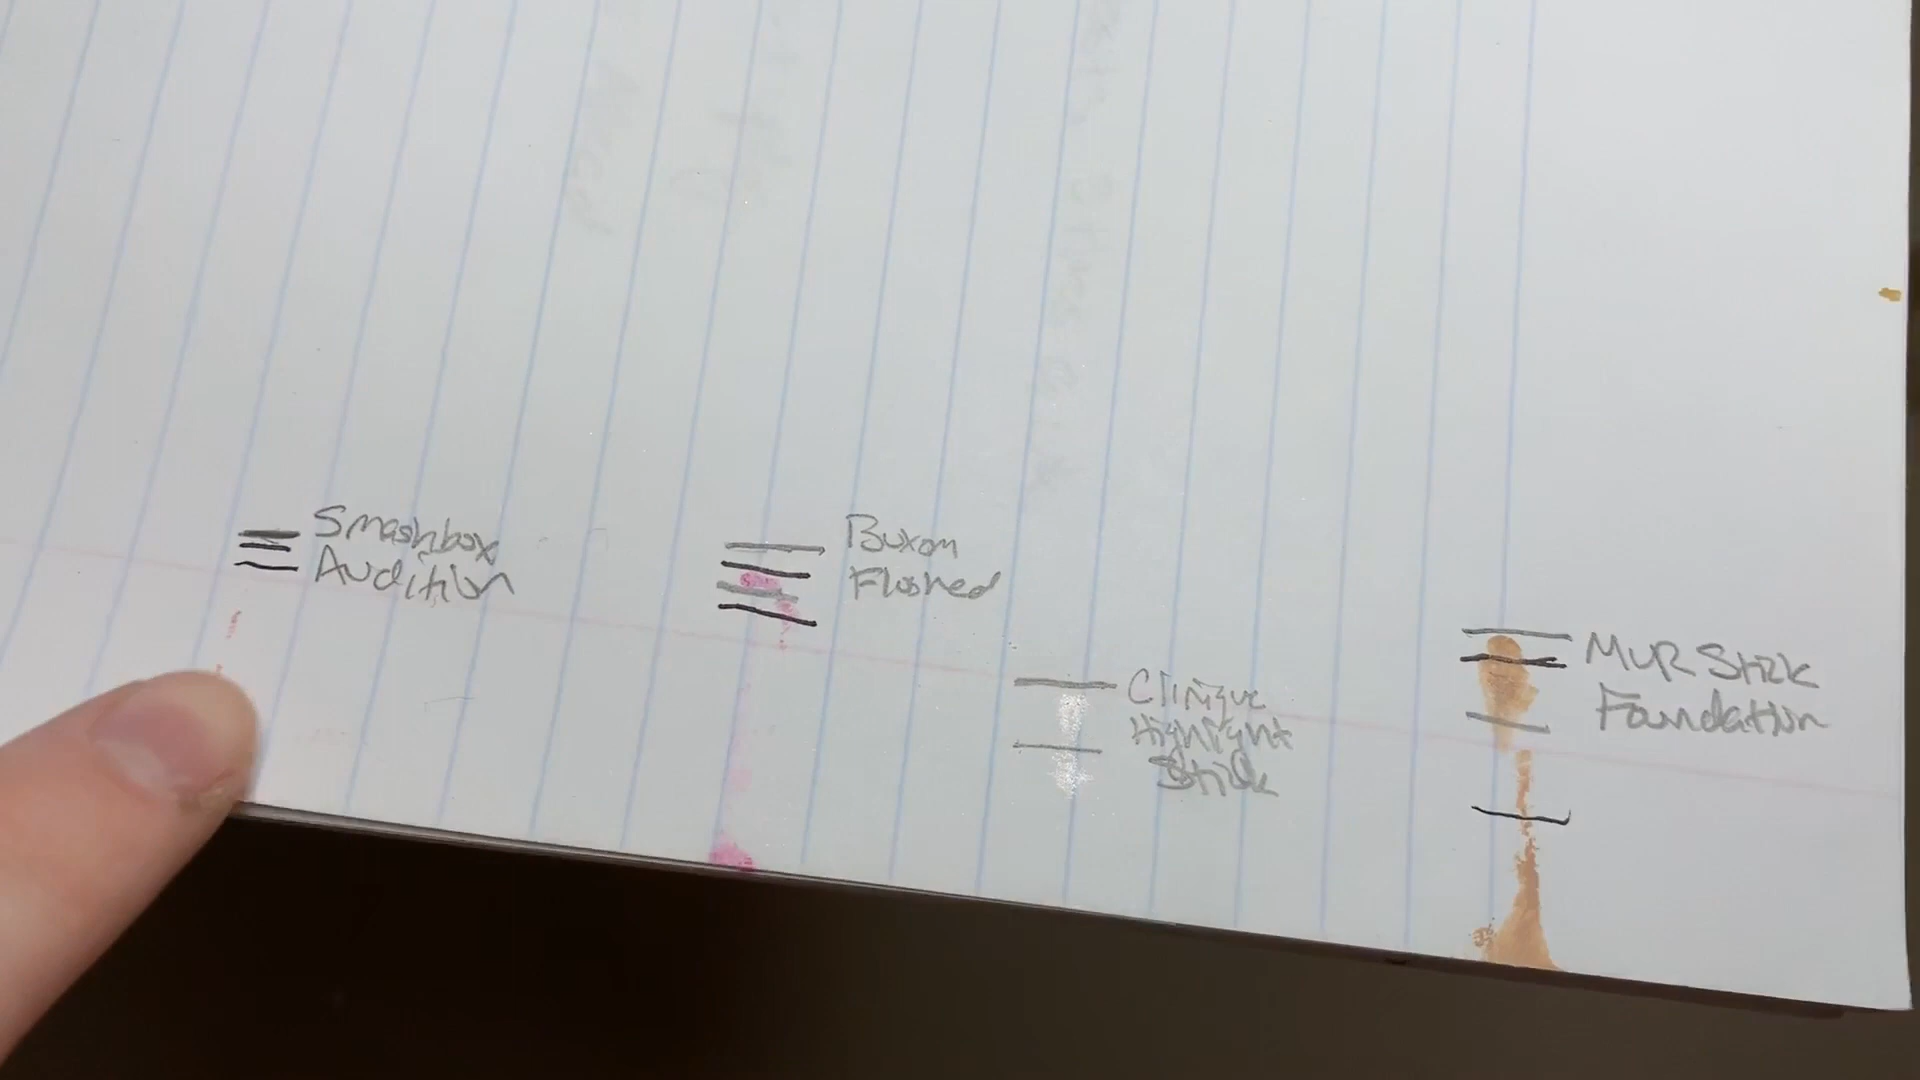 Smashbox
Audition
Buxom
Flushed
Clinique
Highlight
Stick
MUR Stick
Foundation